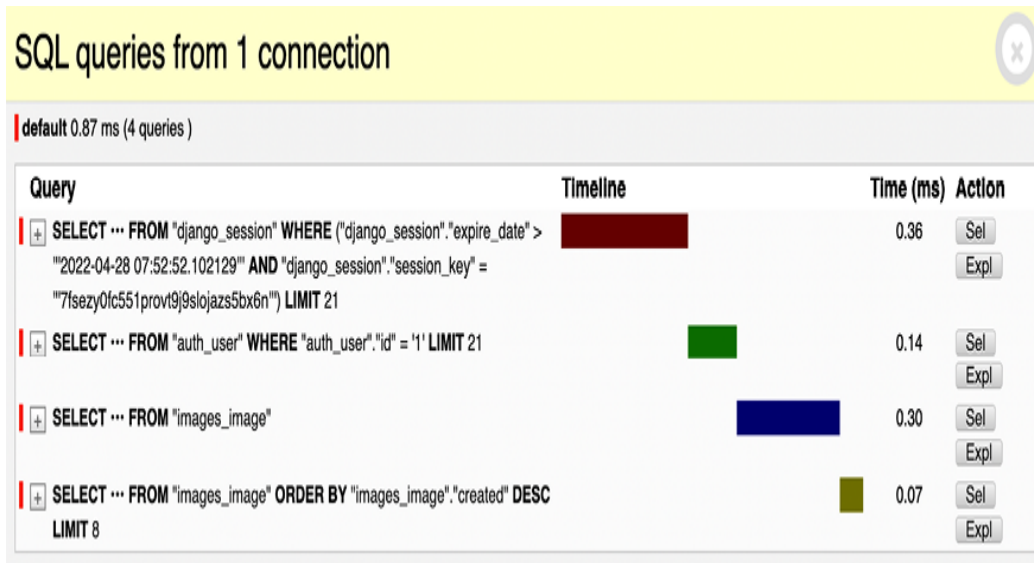 SQL queries from 1 connection
×
default 0.87 ms (4 queries )
Query Timeline Time (ms) Action
+ SELECT ··· FROM "django_session" WHERE ("django_session"."expire_date" > 0.36 Sel
"'2022-04-28 07:52:52.102129'" AND "django_session"."session_key" = Expl
"'7fsezy0fc551provt9j9slojazs5bx6n'") LIMIT 21
+ SELECT ··· FROM "auth_user" WHERE "auth_user"."id" = '1' LIMIT 21 0.14 Sel
Expl
+ SELECT ··· FROM "images_image" 0.30 Sel
Expl
+ SELECT ··· FROM "images_image" ORDER BY "images_image"."created" DESC 0.07 Sel
LIMIT 8 Expl